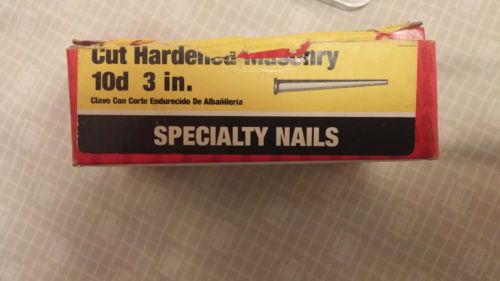 Cut Hardened Masonry
10d 3 in.
Clavo Con Corte Endurecido De Albañilería
SPECIALTY NAILS